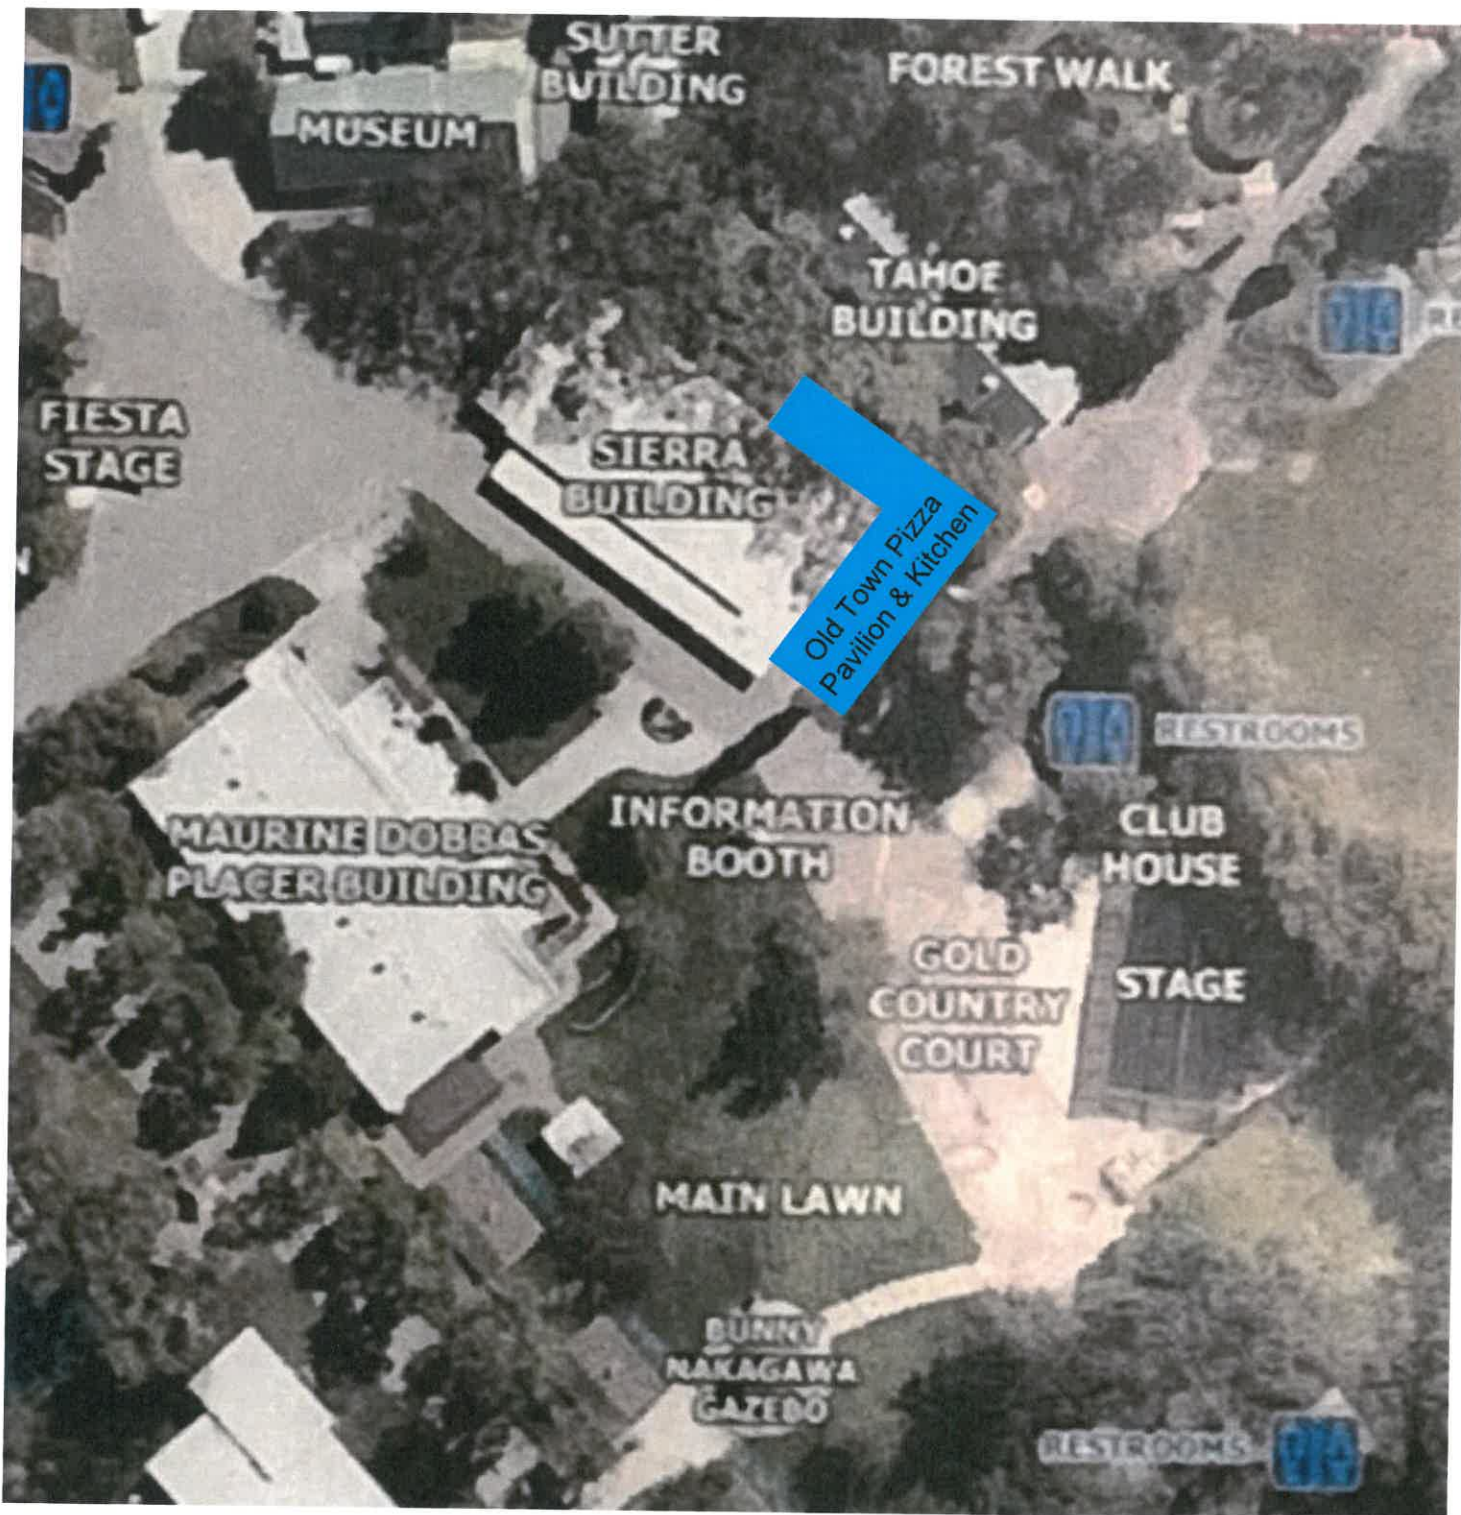 SUTTER
BUILDING
FOREST WALK
MUSEUM
TAHOE
BUILDING
FIESTA
STAGE
SIERRA
BUILDING
Old Town Pizza
Pavilion & Kitchen
RESTROOMS
INFORMATION
BOOTH
CLUB
HOUSE
MAURINE DOBBAS
PLACER BUILDING
GOLD
COUNTRY
COURT
STAGE
MAIN LAWN
BUNNY
NAKAGAWA
GAZEBO
RESTROOMS